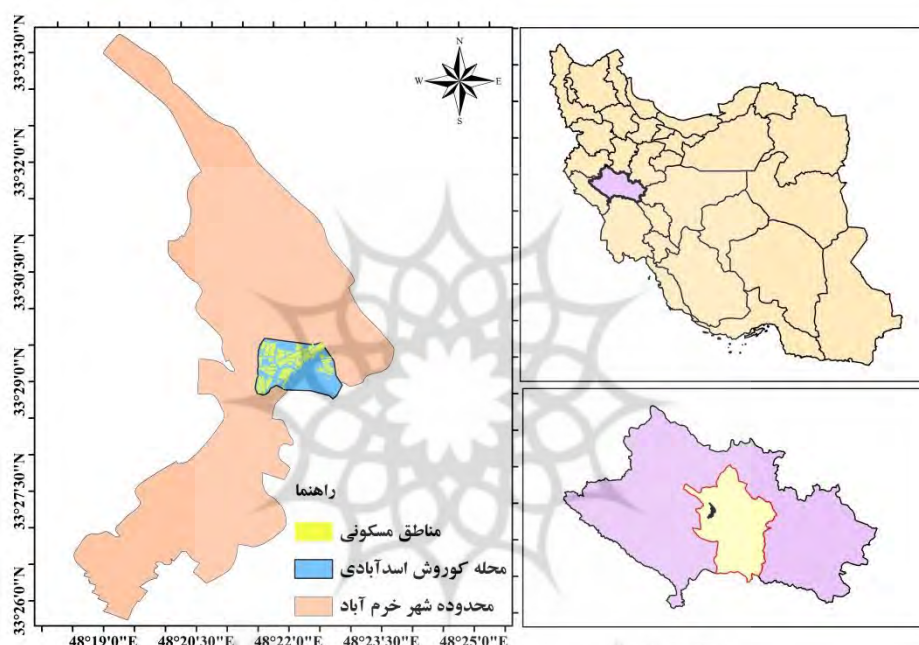 N
W E
S
33°33'30"N
33°32'0"N
33°30'30"N
33°29'0"N
33°27'30"N
33°26'0"N
راهنما
مناطق مسکونی
محله کوروش اسدآبادی
محدوده شهر خرم آباد
48°19'0"E 48°20'30"E 48°22'0"E 48°23'30"E 48°25'0"E